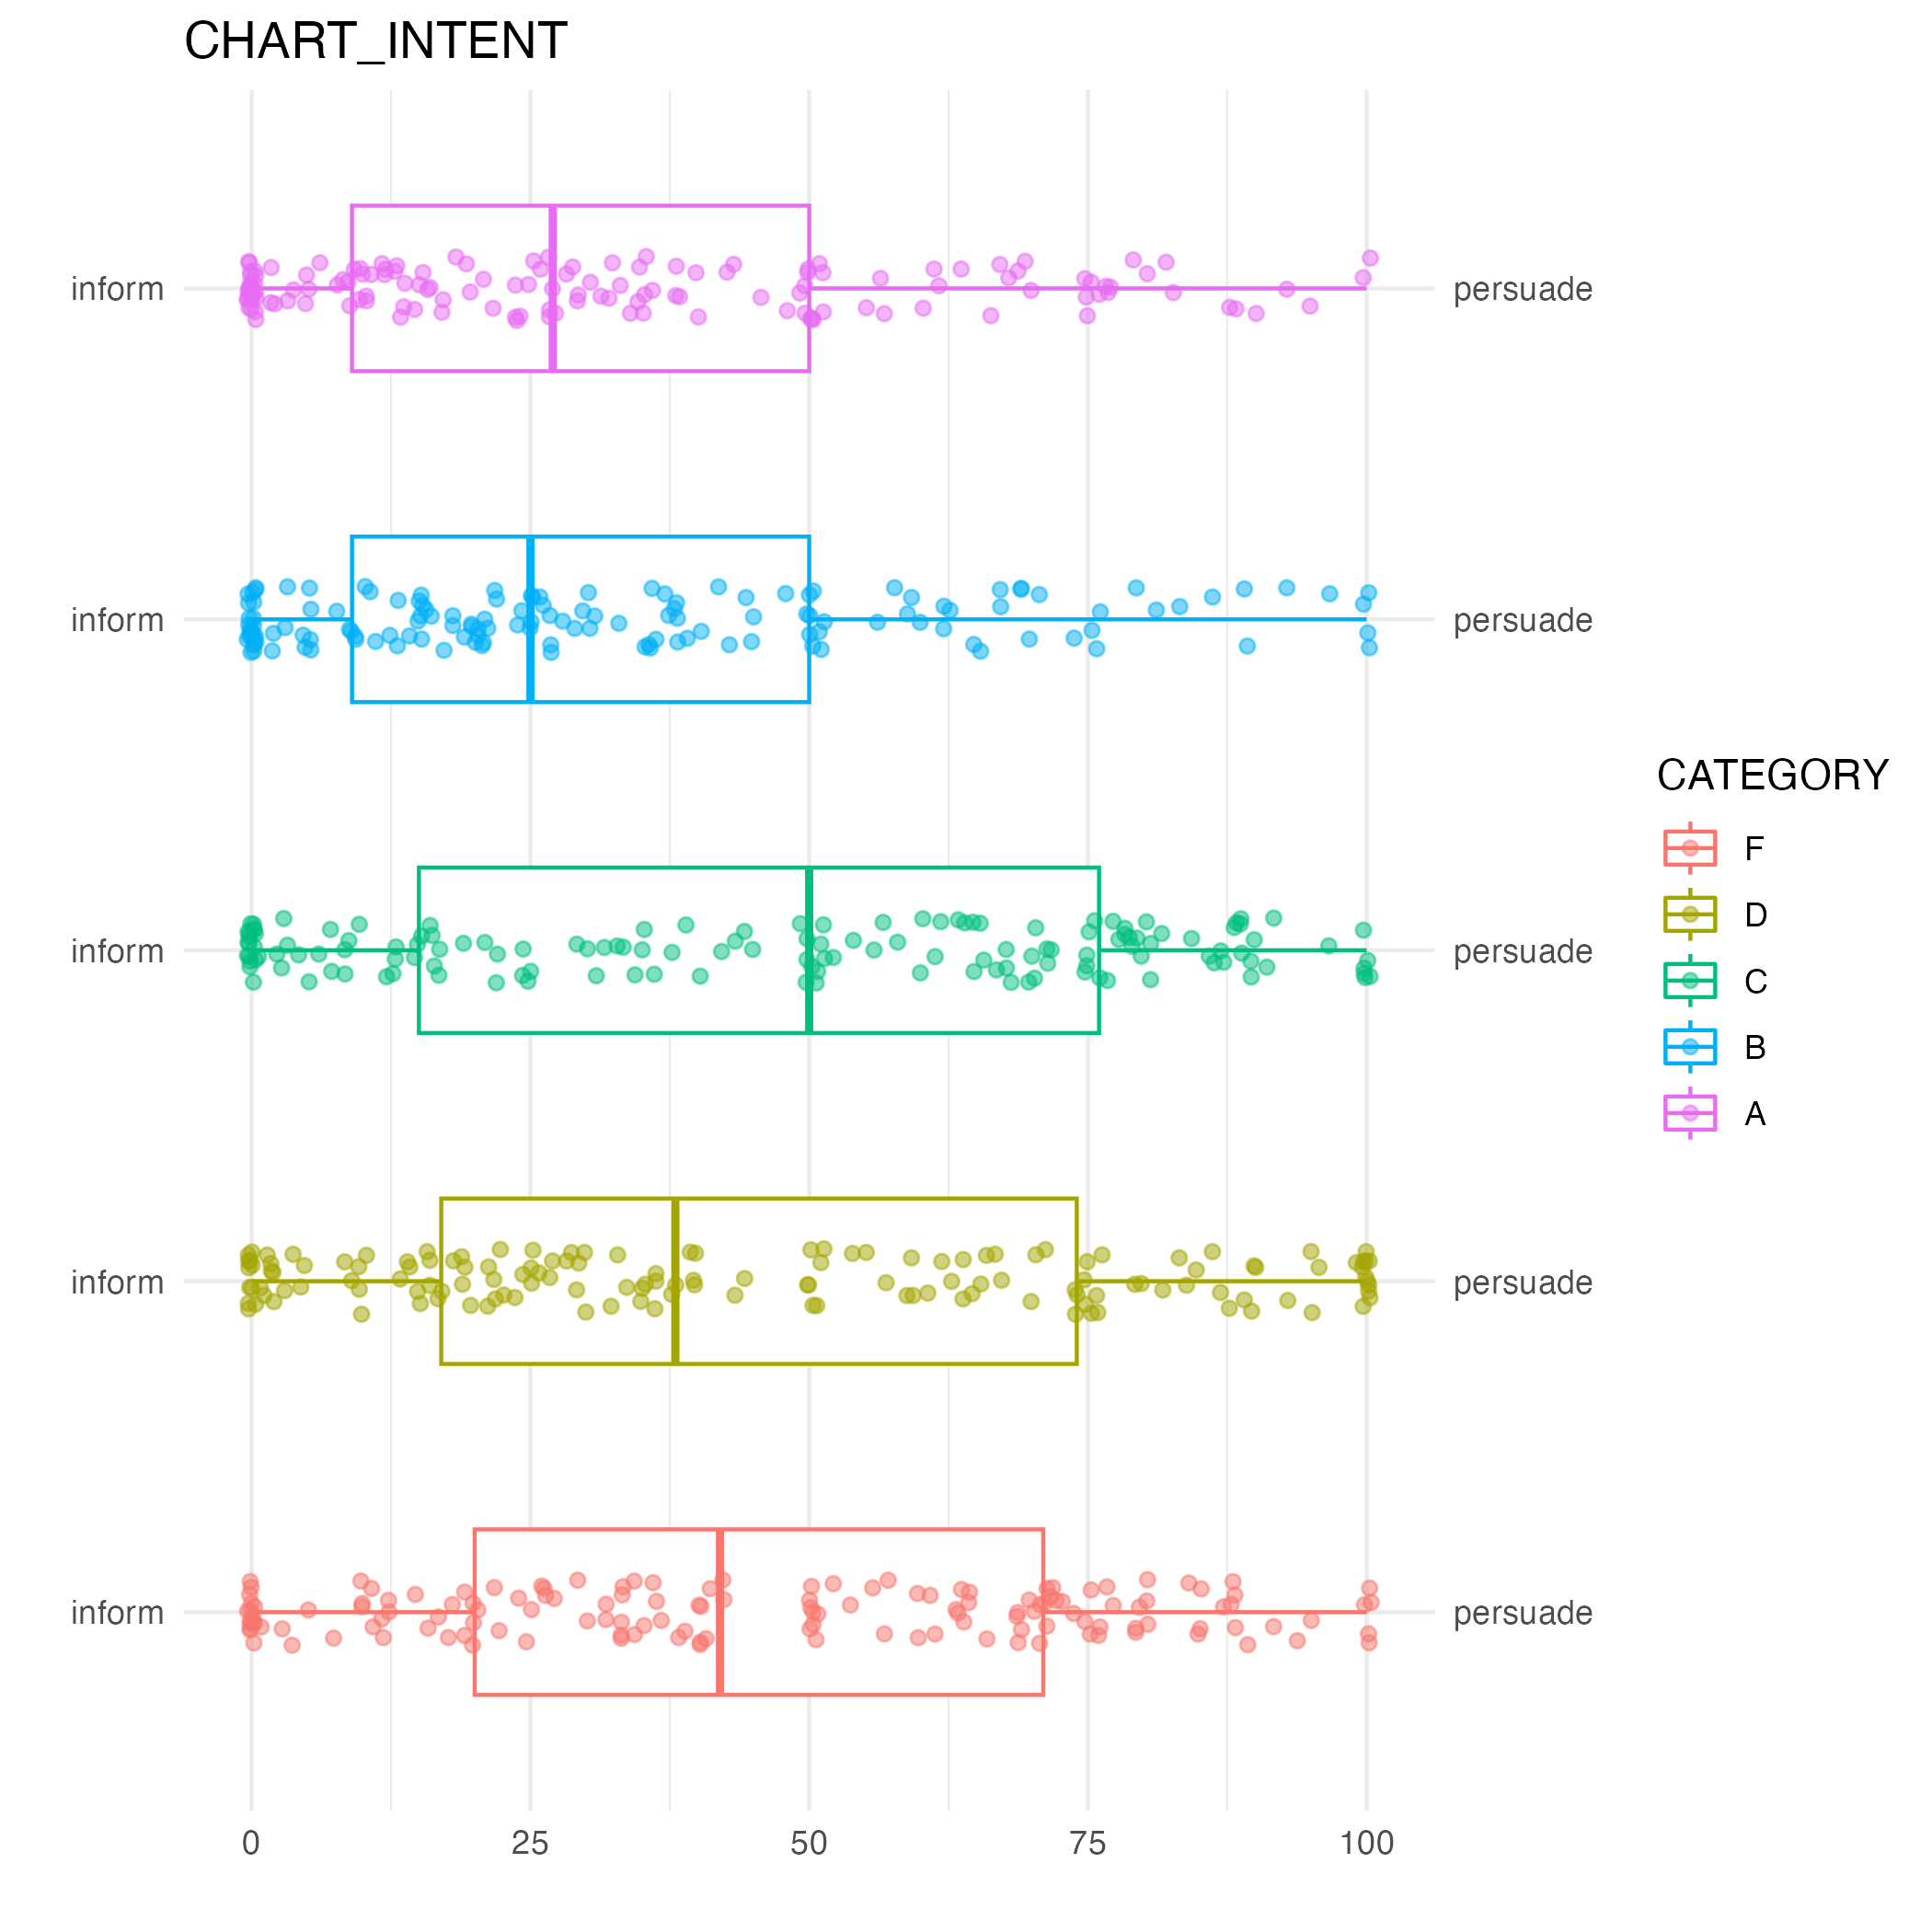 CHART_INTENT
inform persuade
inform persuade
inform persuade
inform persuade
inform persuade
0 25 50 75 100
CATEGORY
F
D
C
B
A